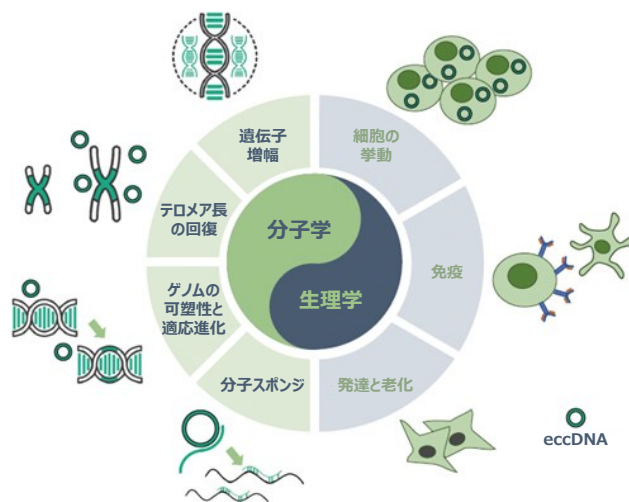 遺伝子
増幅
細胞の
挙動
テロメア長
の回復
分子学
免疫
生理学
ゲノムの
可塑性と
適応進化
分子スポンジ
発達と老化
eccDNA